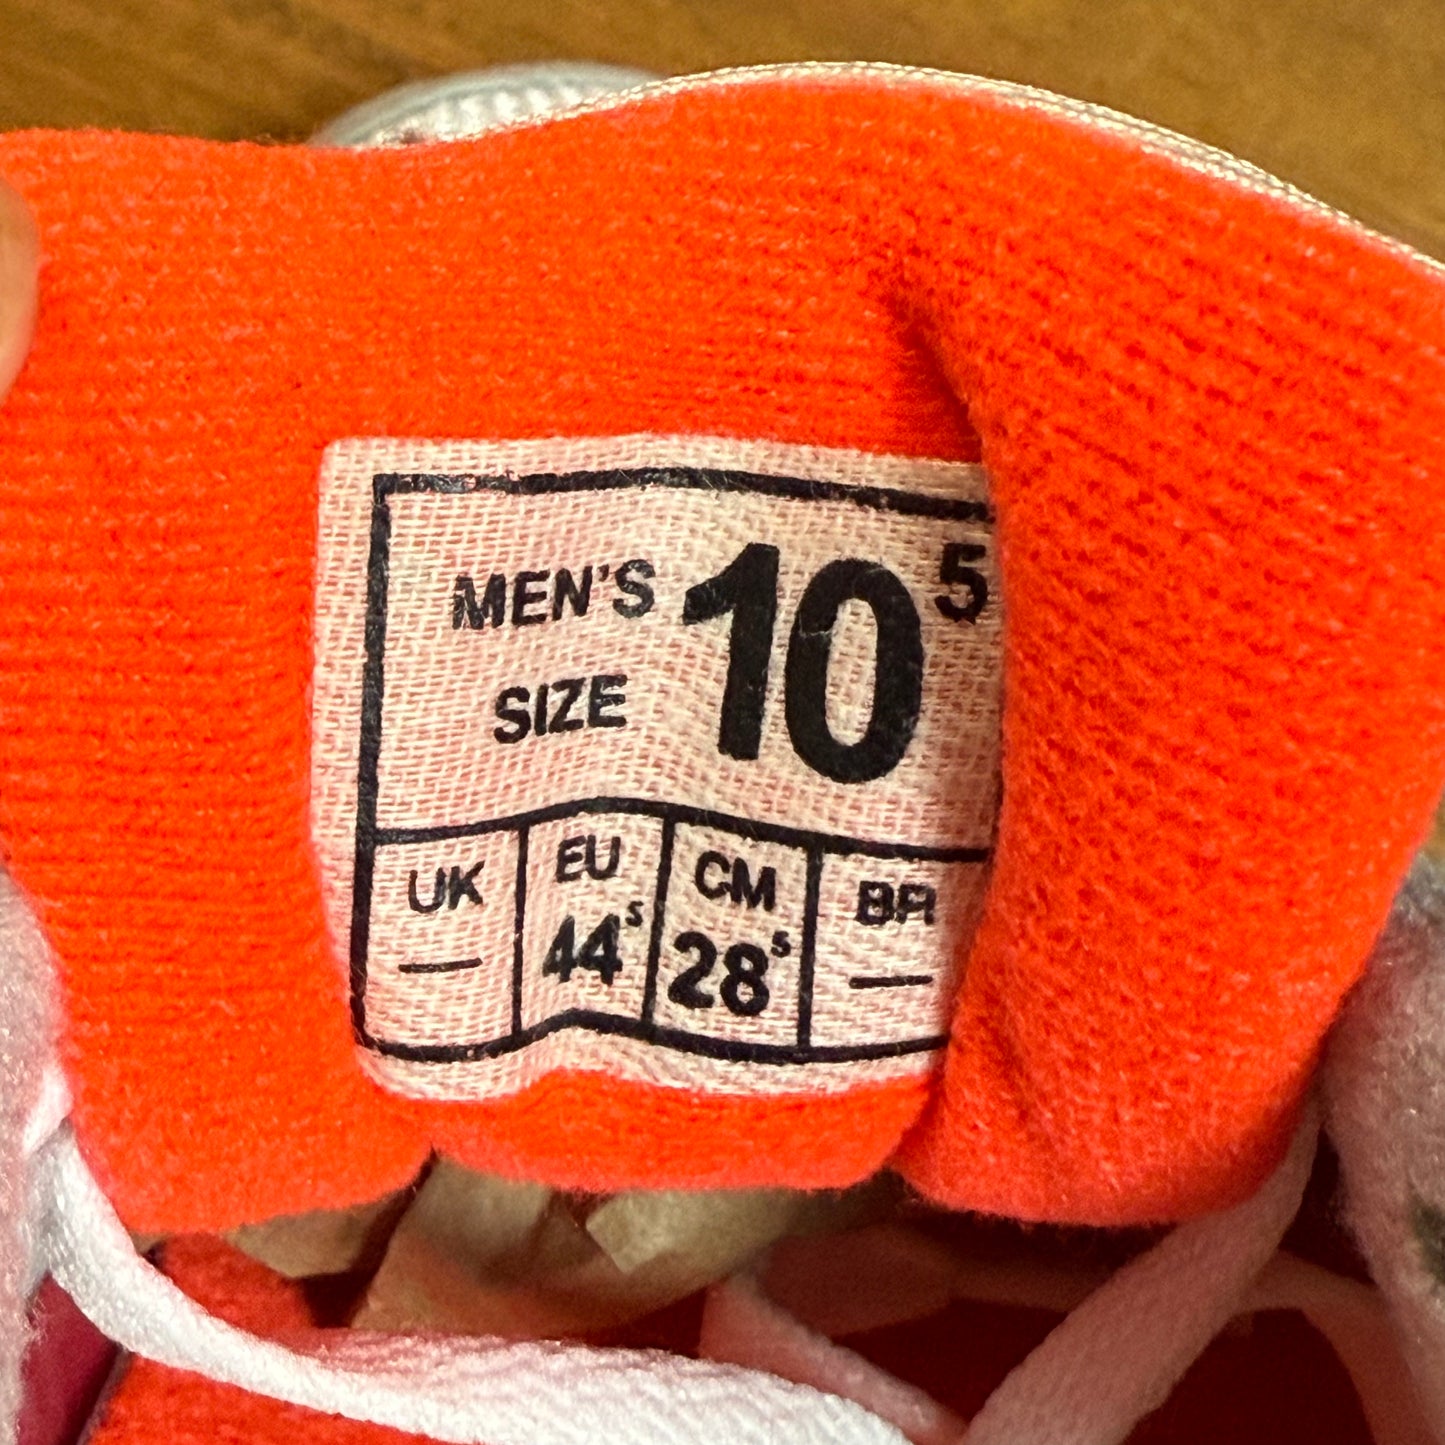 MEN'S 10⁵
SIZE
UK EU CM BR
— 44⁵ 28⁵ —